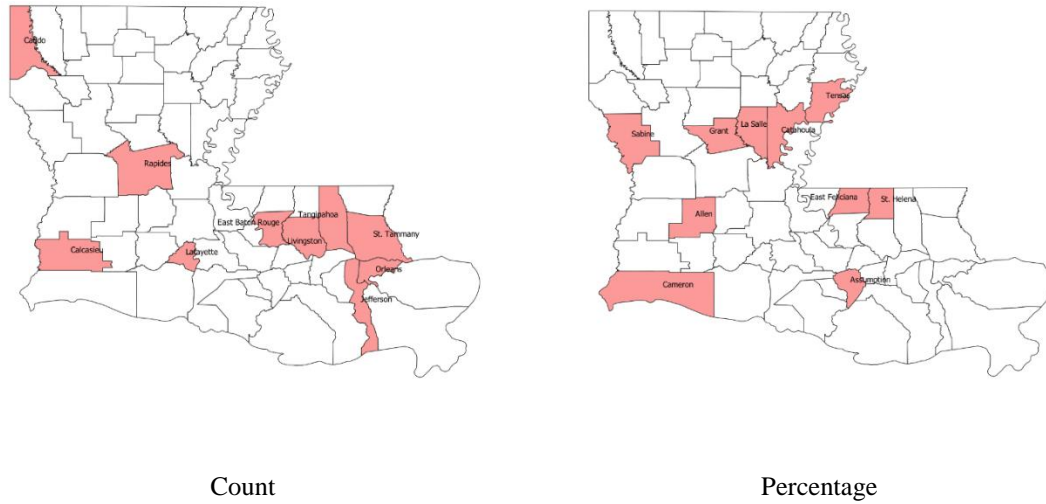 Caddo
Rapides
Calcasieu
Lafayette
East Baton Rouge
Livingston
Tangipahoa
St. Tammany
Orleans
Jefferson
Tensas
Sabine
Grant
La Salle
Catahoula
Allen
East Feliciana
St. Helena
Cameron
Assumption
Count
Percentage